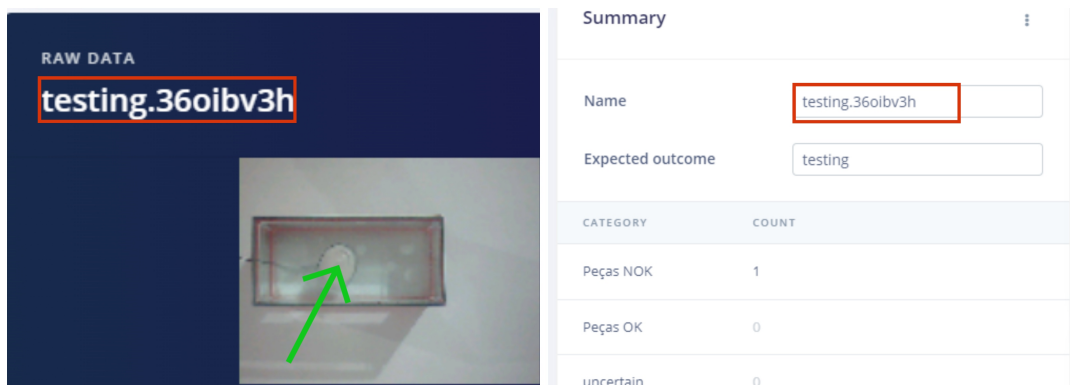 RAW DATA
testing.36oibv3h
Summary
Name
testing.36oibv3h
Expected outcome
testing
CATEGORY COUNT
Peças NOK 1
Peças OK 0
uncertain 0